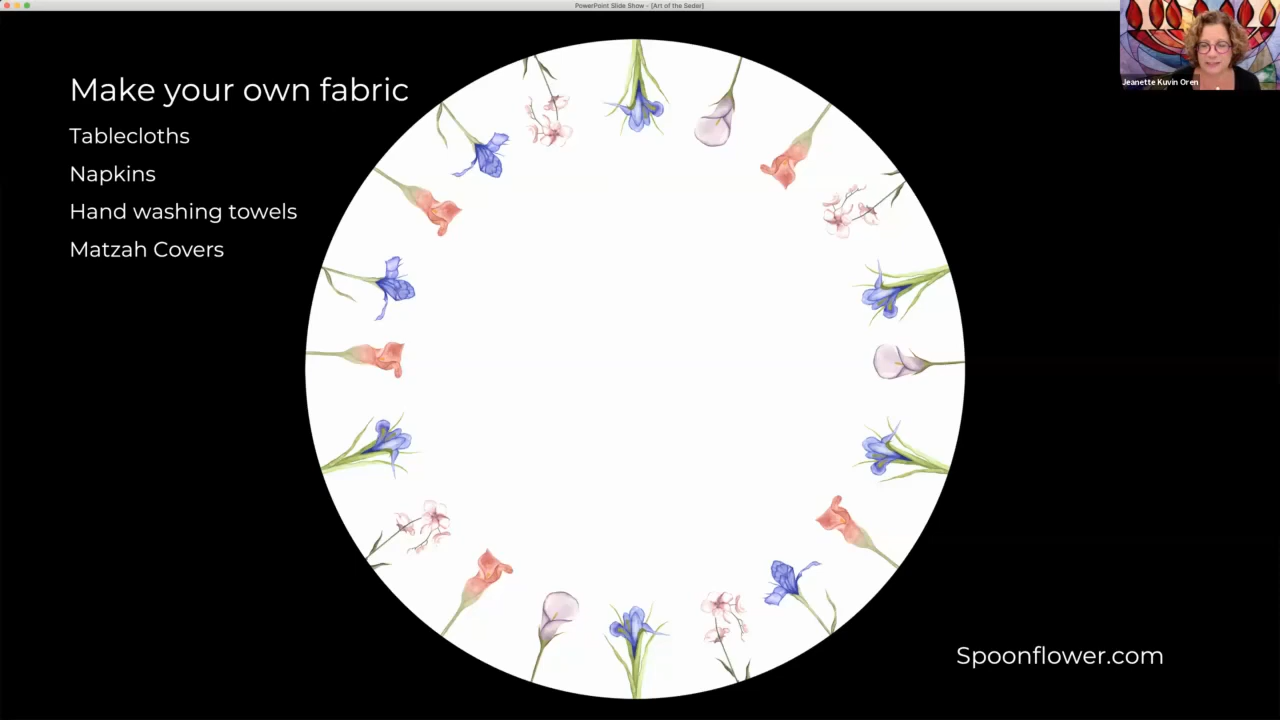 PowerPoint Slide Show - [Art of the Seder]
Jeanette Kuvin Oren
Make your own fabric
Tablecloths
Napkins
Hand washing towels
Matzah Covers
Spoonflower.com